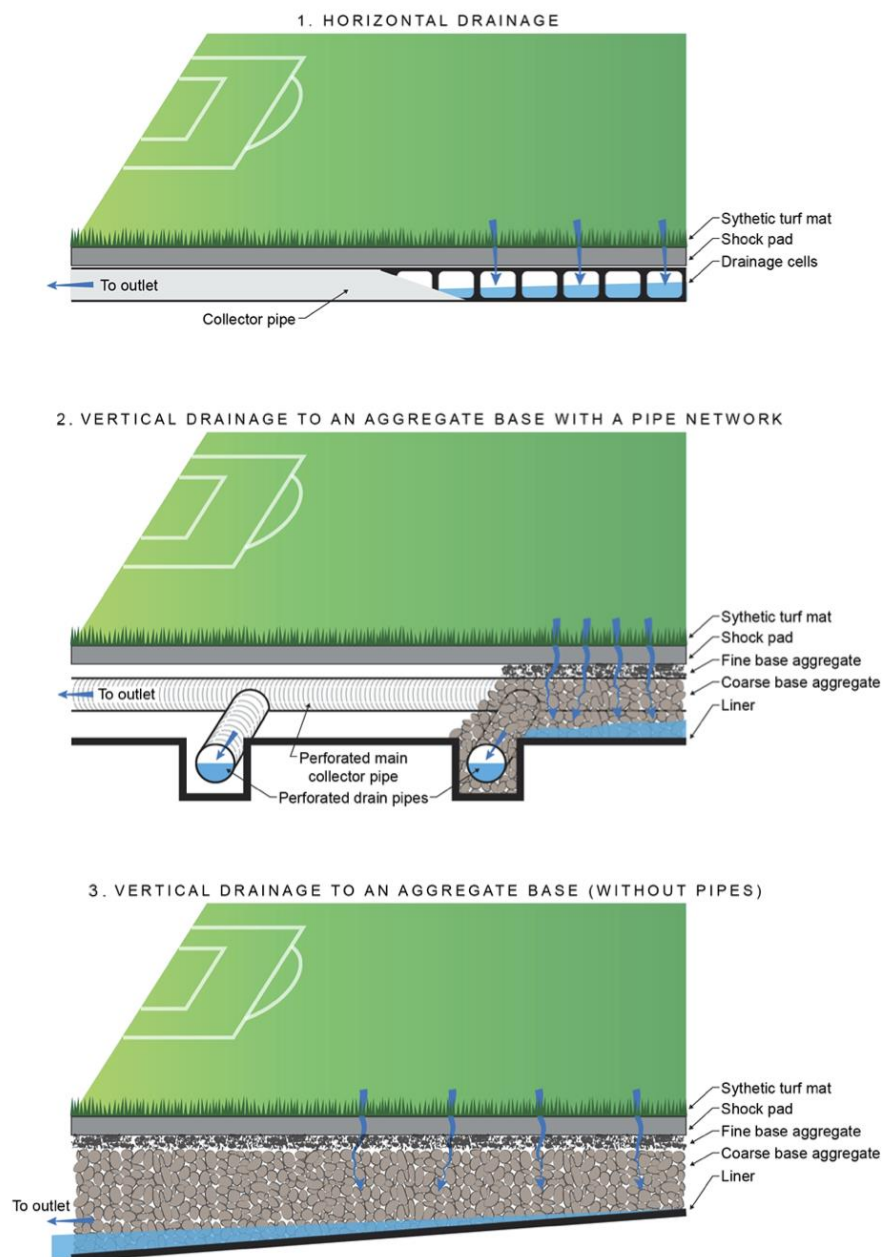 1. HORIZONTAL DRAINAGE
Sythetic turf mat
Shock pad
Drainage cells
To outlet
Collector pipe
2. VERTICAL DRAINAGE TO AN AGGREGATE BASE WITH A PIPE NETWORK
Sythetic turf mat
Shock pad
Fine base aggregate
Coarse base aggregate
Liner
To outlet
Perforated main
collector pipe
Perforated drain pipes
3. VERTICAL DRAINAGE TO AN AGGREGATE BASE (WITHOUT PIPES)
Sythetic turf mat
Shock pad
Fine base aggregate
Coarse base aggregate
Liner
To outlet